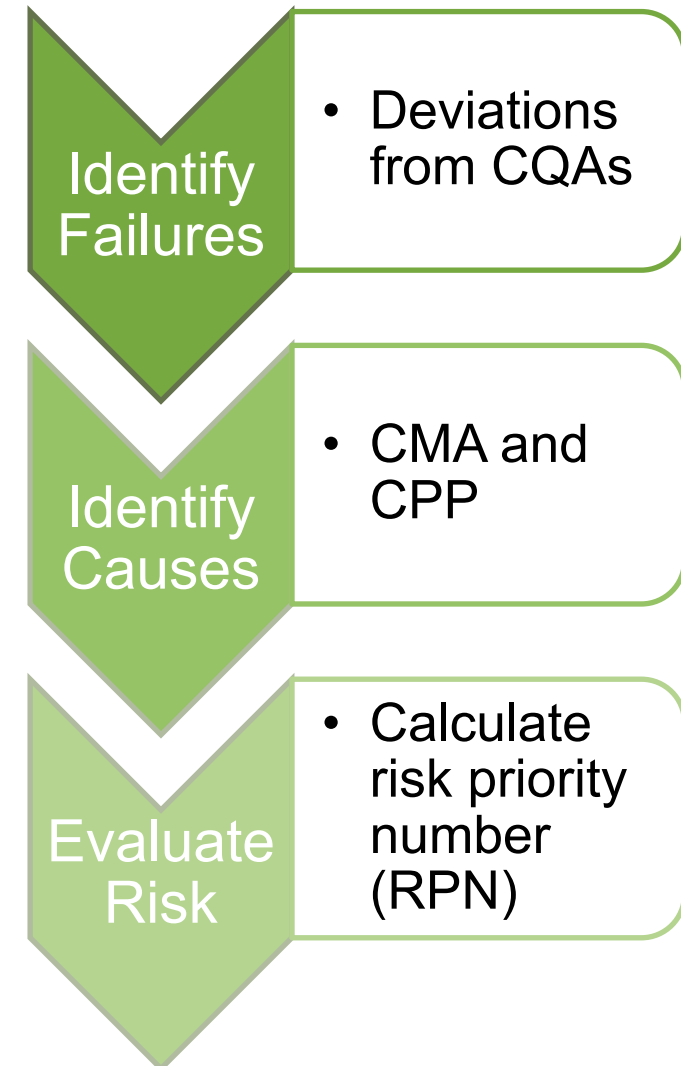 Identify
Failures
• Deviations
from CQAs
Identify
Causes
• CMA and
CPP
Evaluate
Risk
• Calculate
risk priority
number
(RPN)